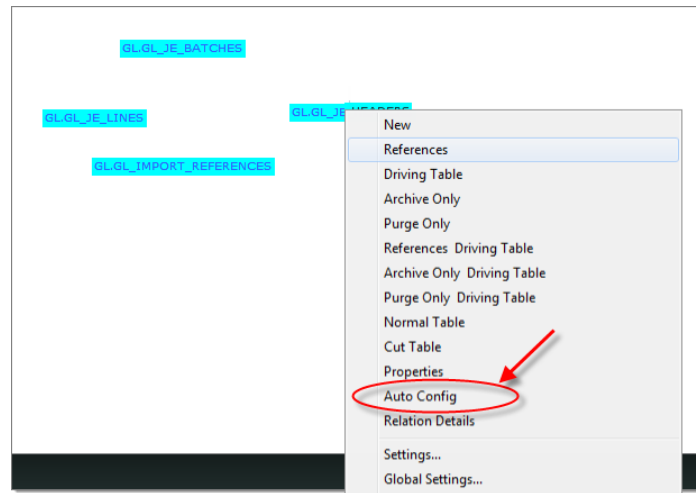 GL.GL_JE_BATCHES
GL.GL_JE_LINES
GL.GL_JE_HEADERS
GL.GL_IMPORT_REFERENCES
New
References
Driving Table
Archive Only
Purge Only
References Driving Table
Archive Only Driving Table
Purge Only Driving Table
Normal Table
Cut Table
Properties
Auto Config
Relation Details
Settings...
Global Settings...